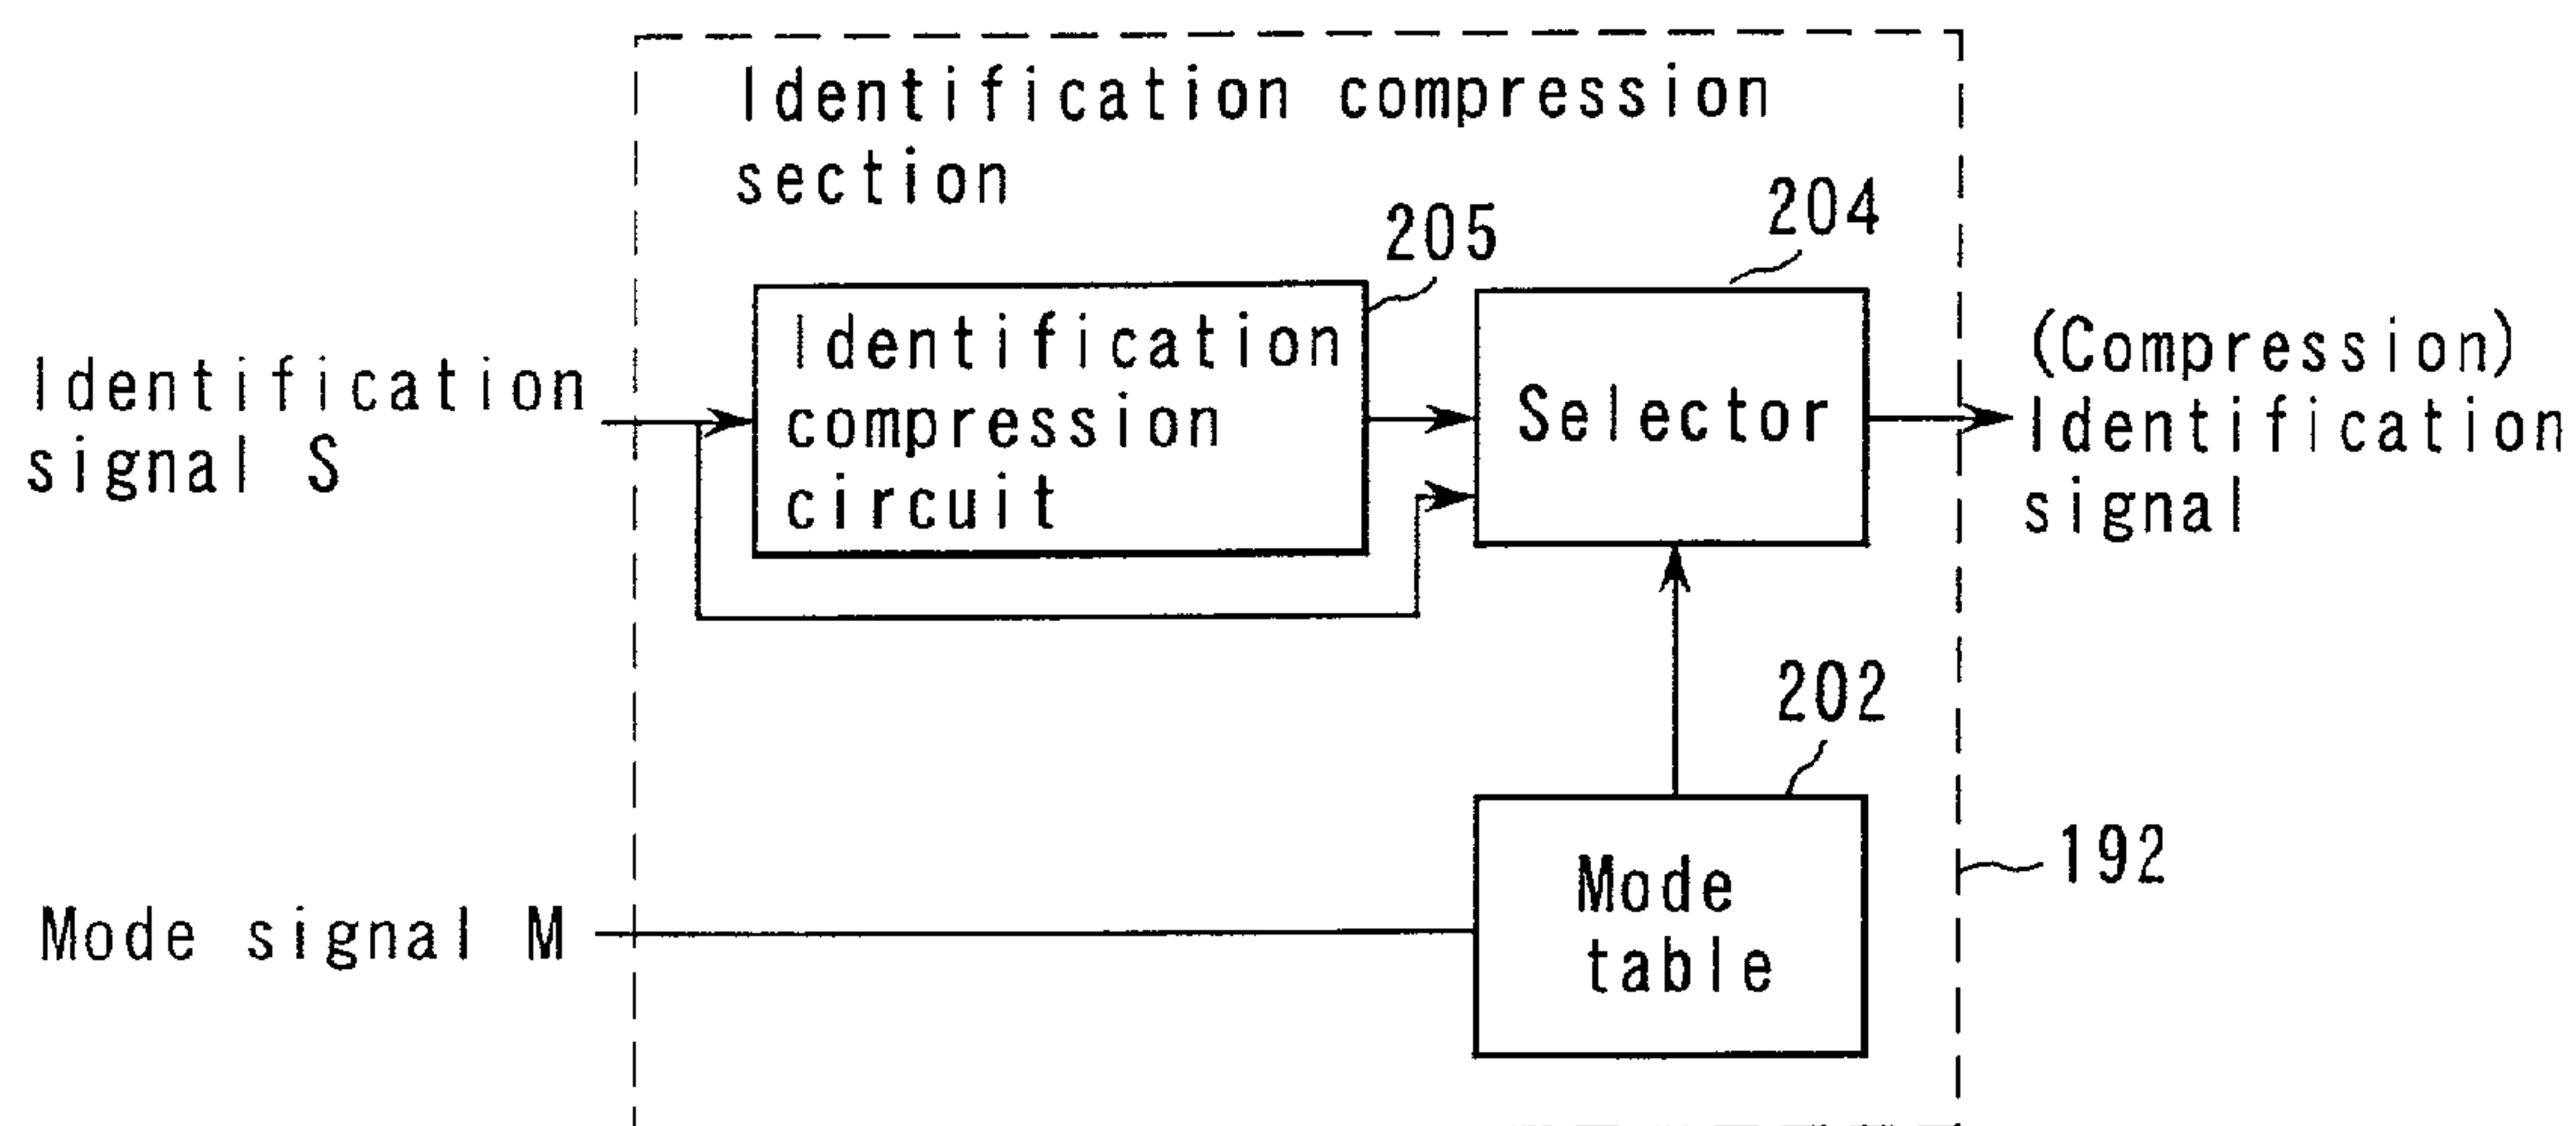 Identification compression
section
205
204
Identification
compression
circuit
Selector
Identification
signal S
(Compression)
Identification
signal
202
Mode
table
192
Mode signal M